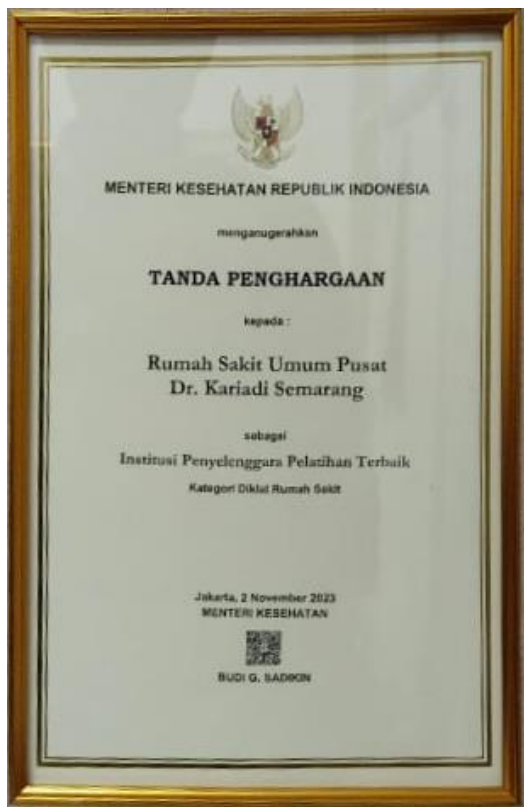 MENTERI KESEHATAN REPUBLIK INDONESIA
menganugerahkan
TANDA PENGHARGAAN
kepada :
Rumah Sakit Umum Pusat
Dr. Kariadi Semarang
sebagai
Institusi Penyelenggara Pelatihan Terbaik
Kategori Diklat Rumah Sakit
Jakarta, 2 November 2023
MENTERI KESEHATAN
BUDI G. SADIKIN